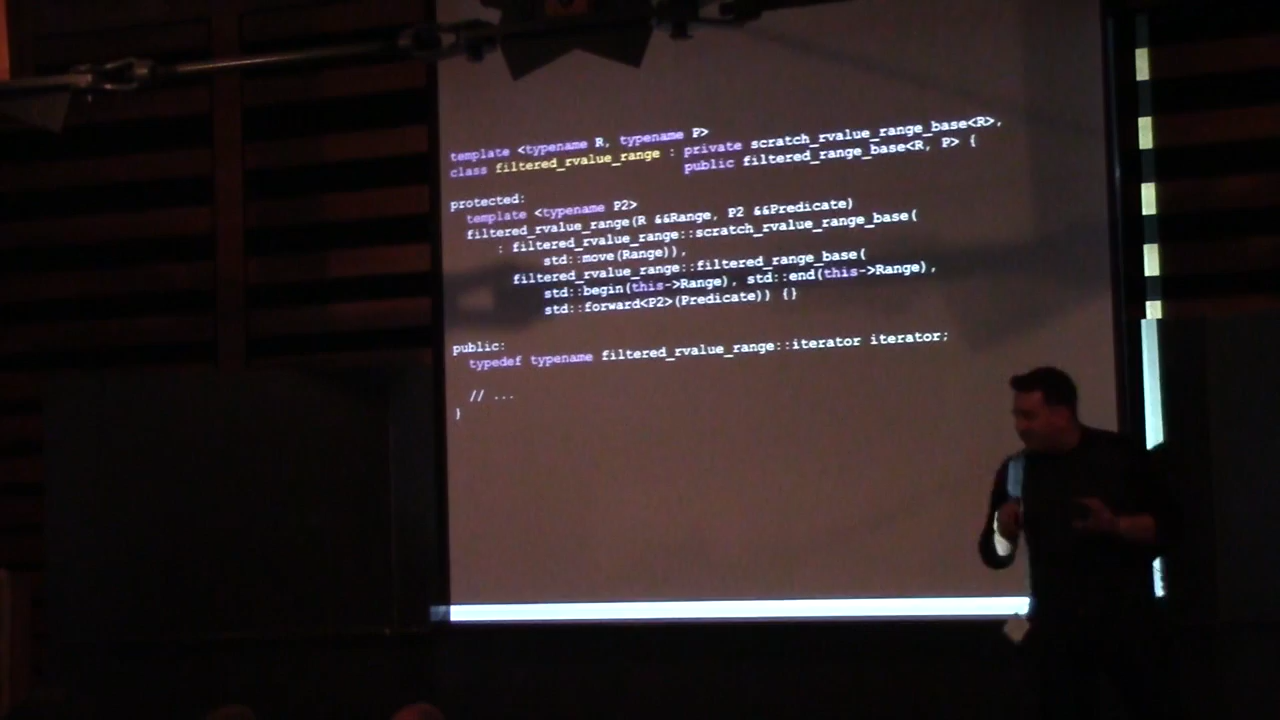 template <typename R, typename P>
class filtered_rvalue_range : private scratch_rvalue_range_base<R>,
public filtered_range_base<R, P> {
protected:
template <typename P2>
filtered_rvalue_range(R &&Range, P2 &&Predicate)
: filtered_rvalue_range::scratch_rvalue_range_base(
std::move(Range)),
filtered_rvalue_range::filtered_range_base(
std::begin(this->Range), std::end(this->Range),
std::forward<P2>(Predicate)) {}
public:
typedef typename filtered_rvalue_range::iterator iterator;
// ...
}